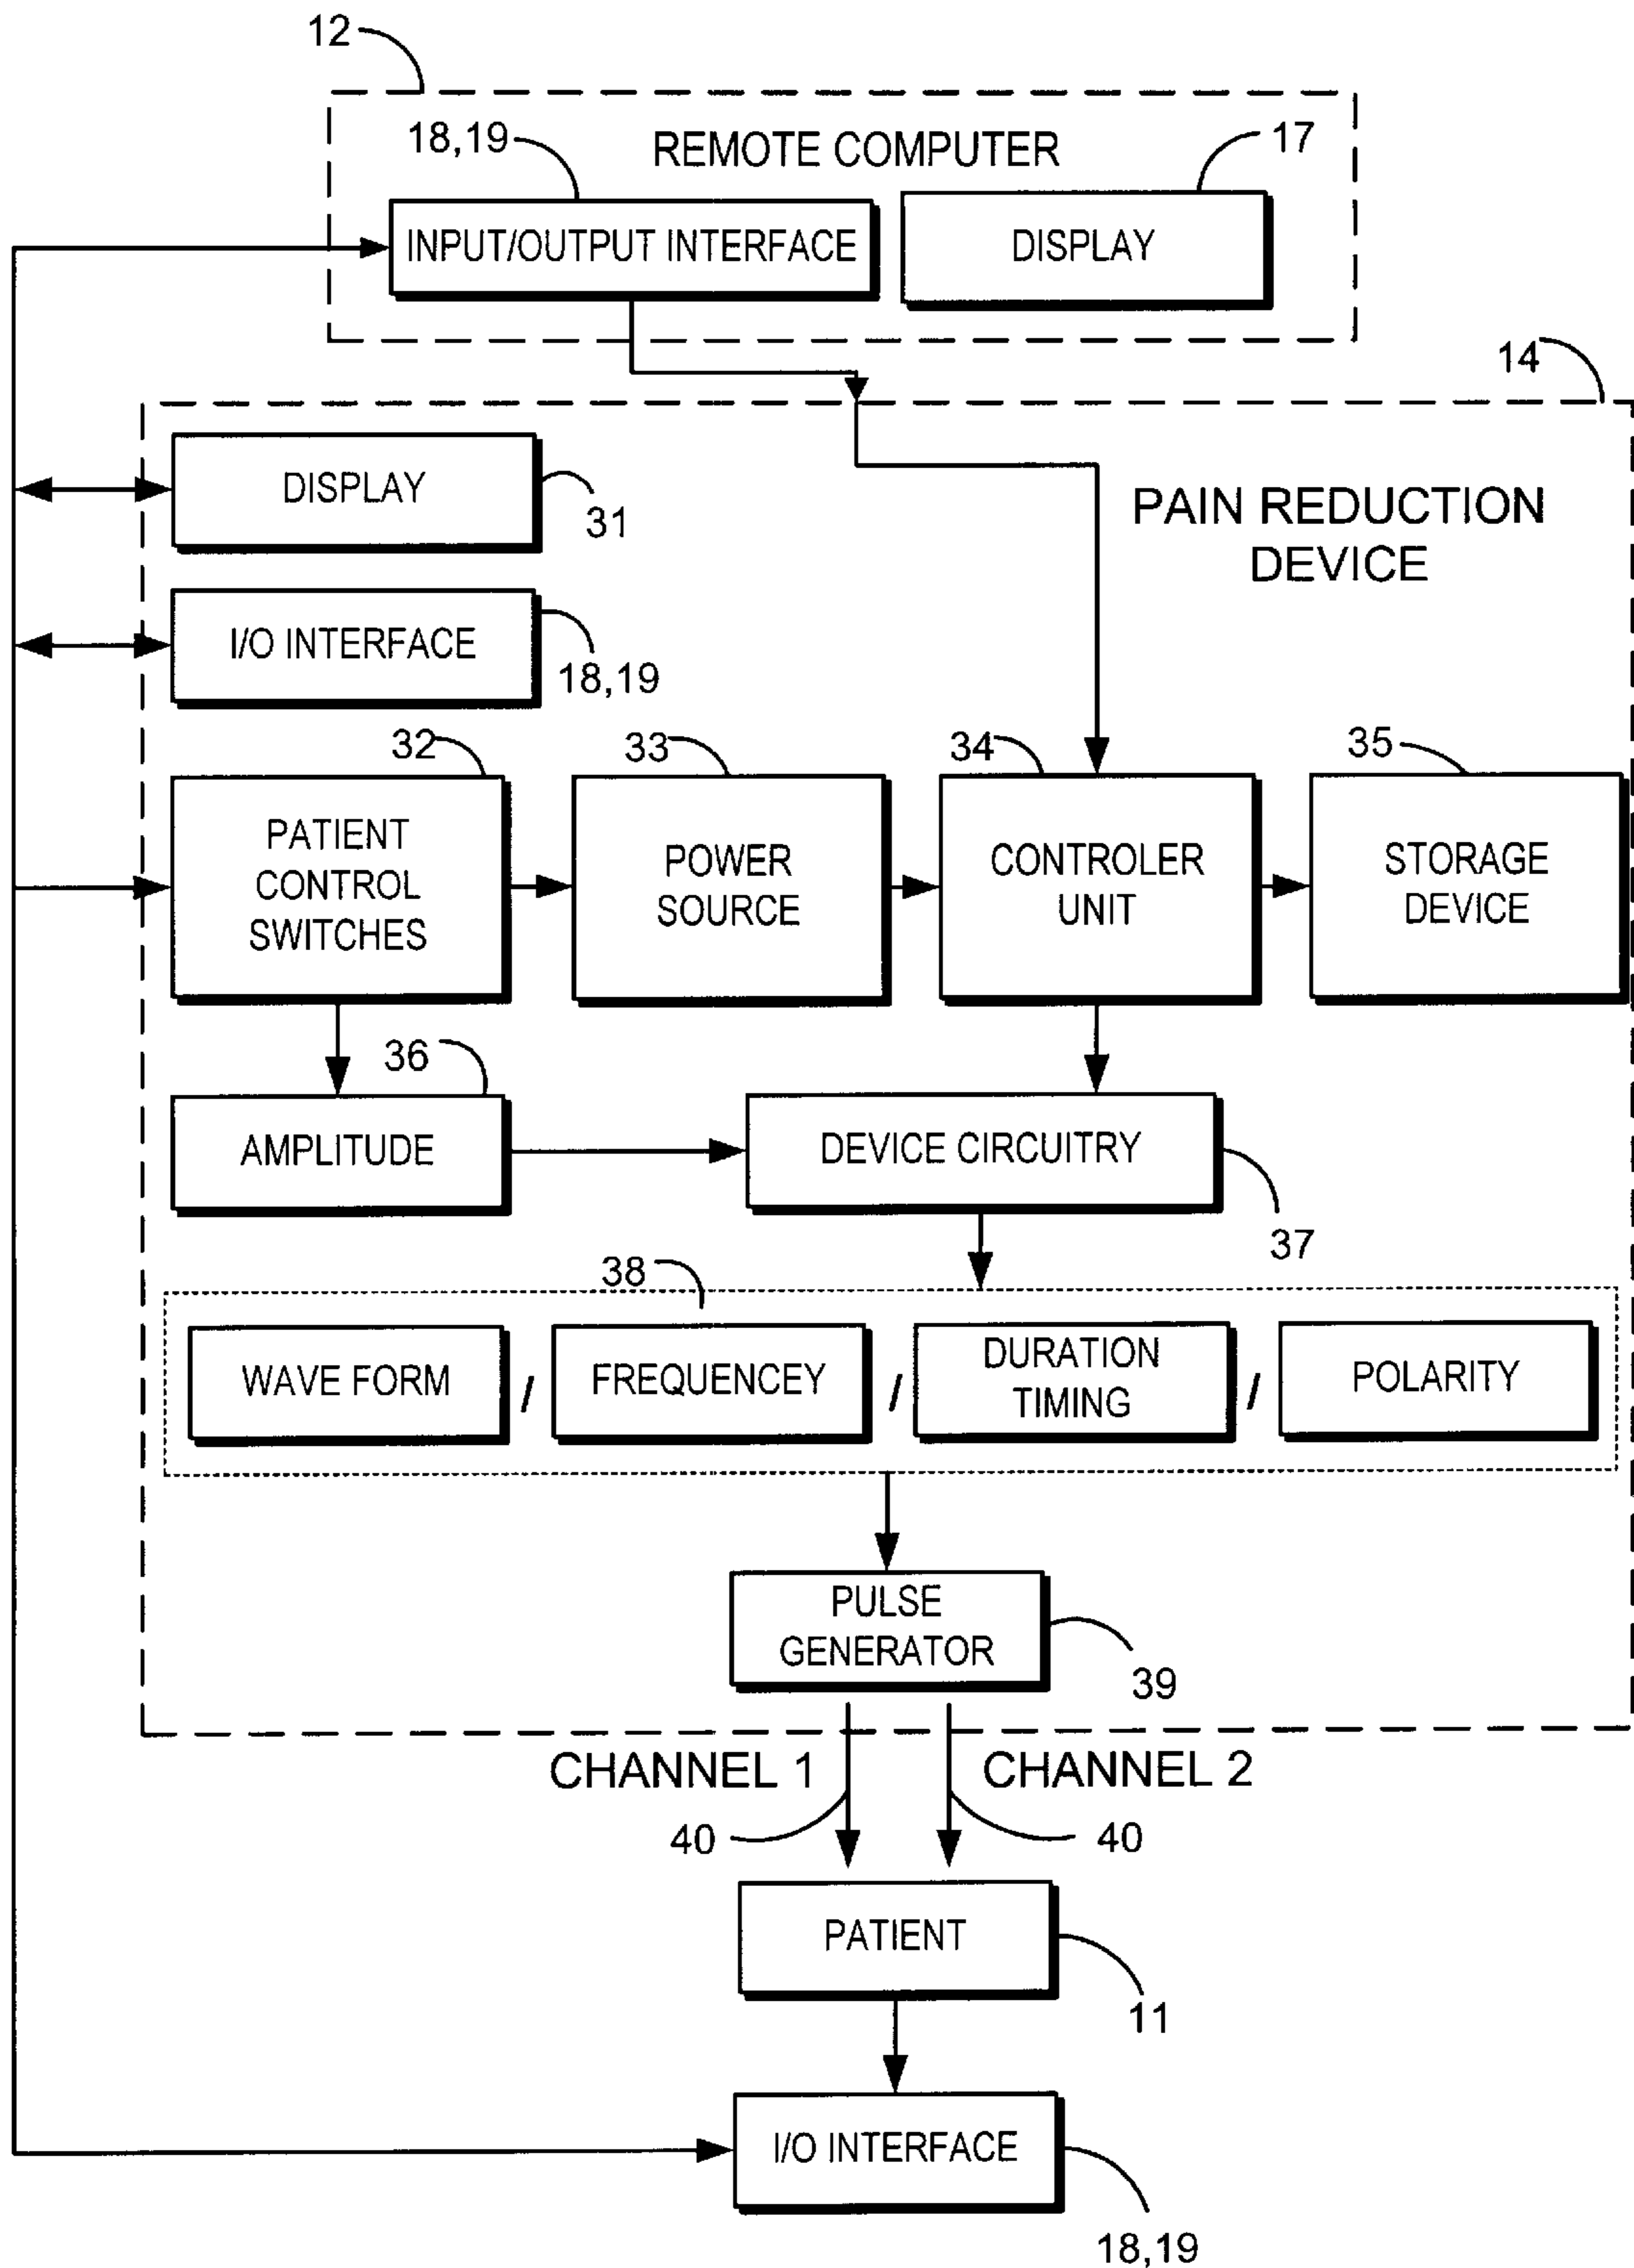 12
18,19
REMOTE COMPUTER
17
INPUT/OUTPUT INTERFACE
DISPLAY
14
DISPLAY
31
PAIN REDUCTION
DEVICE
I/O INTERFACE
18,19
32
33
34
35
PATIENT
CONTROL
SWITCHES
POWER
SOURCE
CONTROLER
UNIT
STORAGE
DEVICE
36
AMPLITUDE
DEVICE CIRCUITRY
37
38
WAVE FORM
/
FREQUENCEY
/
DURATION
TIMING
/
POLARITY
PULSE
GENERATOR
39
CHANNEL 1
CHANNEL 2
40
40
PATIENT
11
I/O INTERFACE
18,19